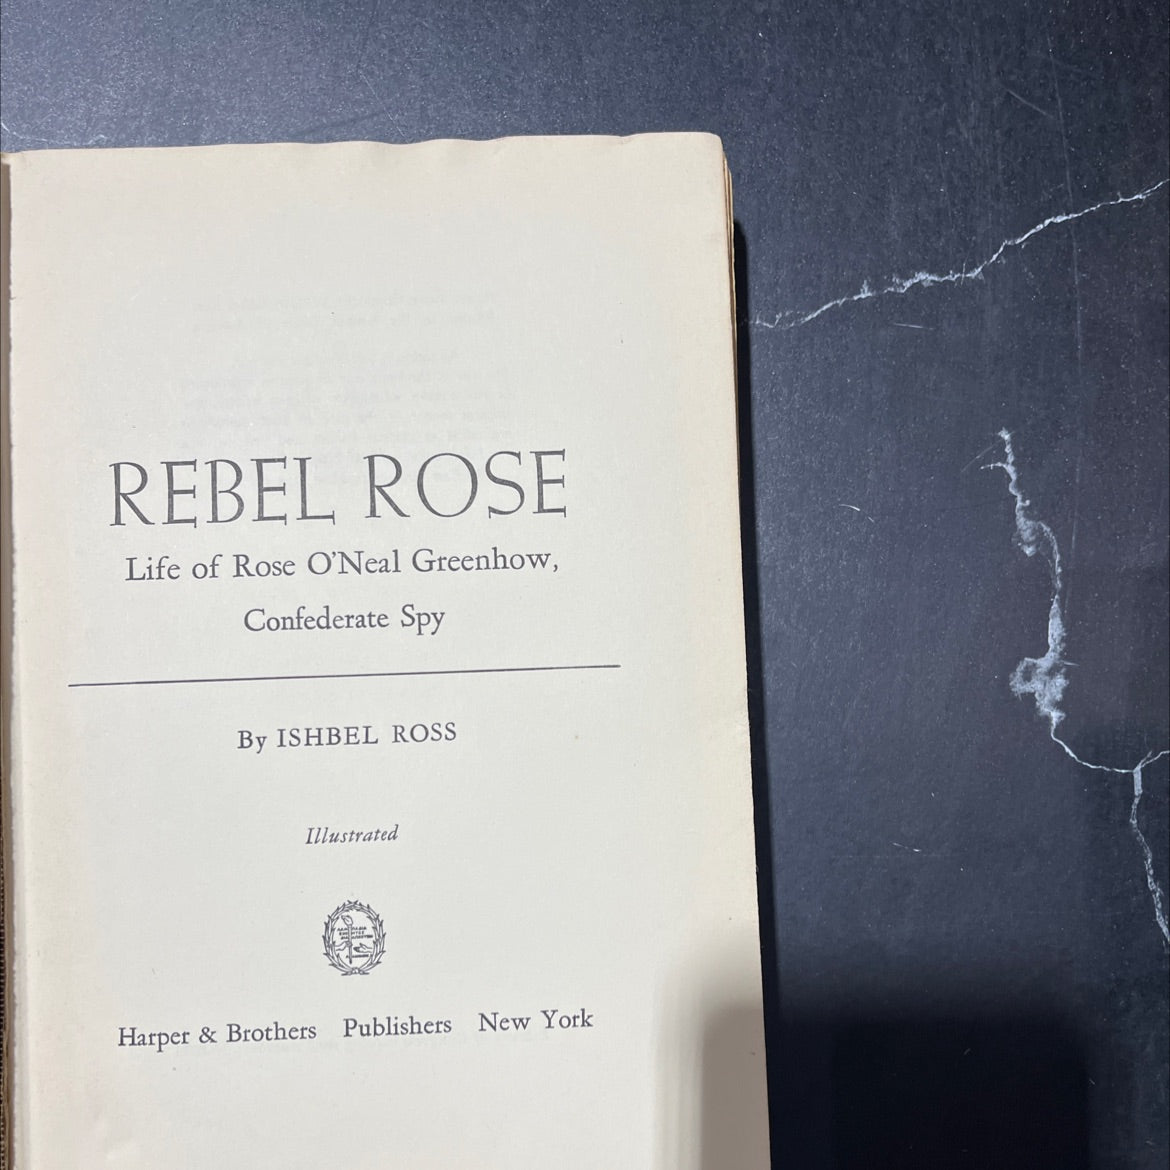 REBEL ROSE
Life of Rose O'Neal Greenhow,
Confederate Spy
By ISHBEL ROSS
Illustrated
Harper & Brothers Publishers New York